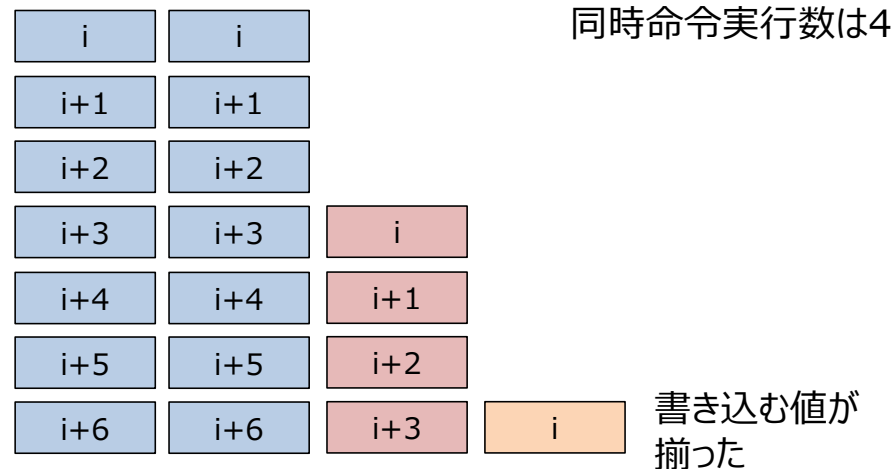 同時命令実行数は4
i i
i+1 i+1
i+2 i+2
i+3 i+3 i
i+4 i+4 i+1
i+5 i+5 i+2
i+6 i+6 i+3 i
書き込む値が
揃った